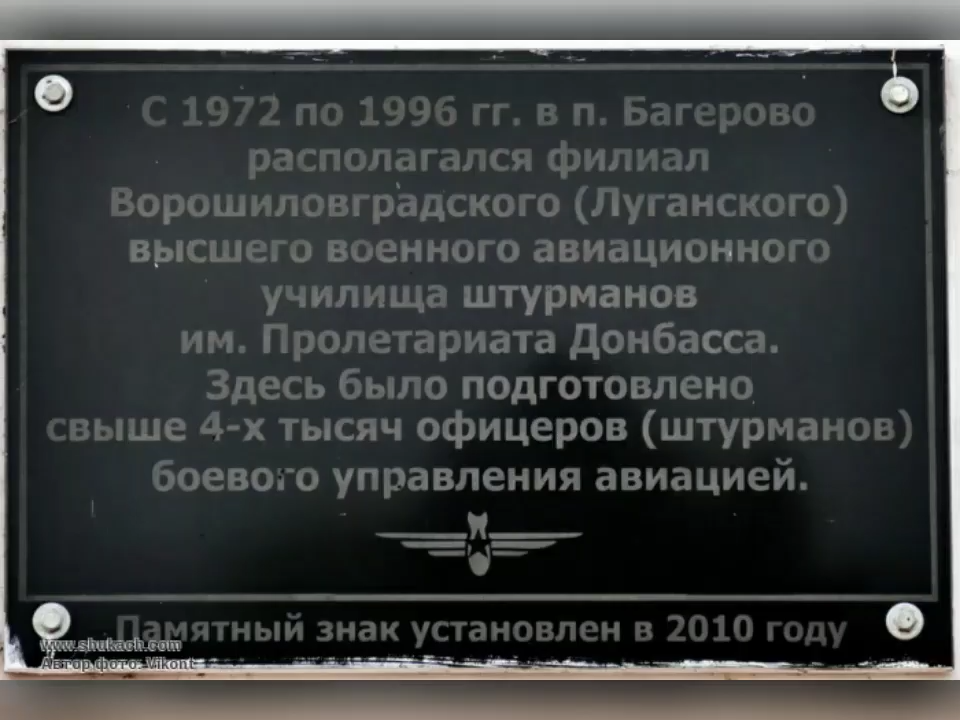 С 1972 по 1996 гг. в п. Багерово
располагался филиал
Ворошиловградского (Луганского)
высшего военного авиационного
училища штурманов
им. Пролетариата Донбасса.
Здесь было подготовлено
свыше 4-х тысяч офицеров (штурманов)
боевого управления авиацией.
Памятный знак установлен в 2010 году
www.shukach.com
Автор фото: Vikont